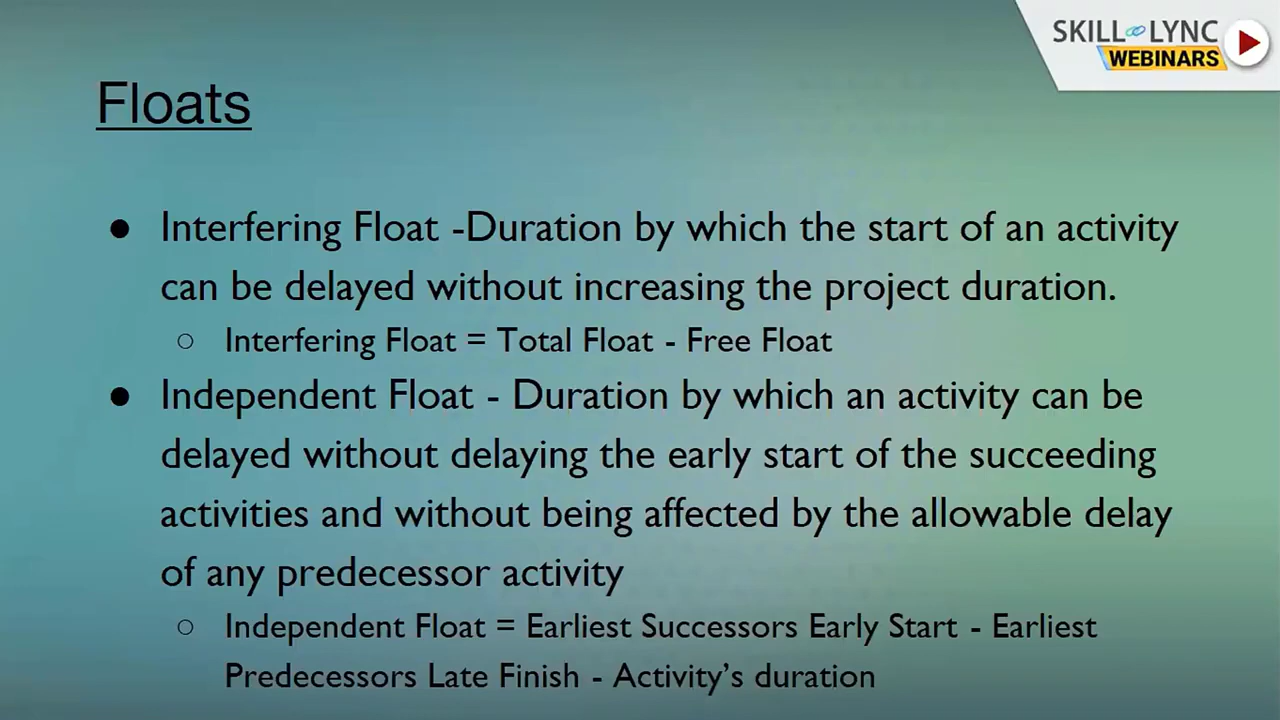 SKILL LYNC
WEBINARS
Floats
● Interfering Float -Duration by which the start of an activity
can be delayed without increasing the project duration.
○ Interfering Float = Total Float - Free Float
● Independent Float - Duration by which an activity can be
delayed without delaying the early start of the succeeding
activities and without being affected by the allowable delay
of any predecessor activity
○ Independent Float = Earliest Successors Early Start - Earliest
Predecessors Late Finish - Activity's duration